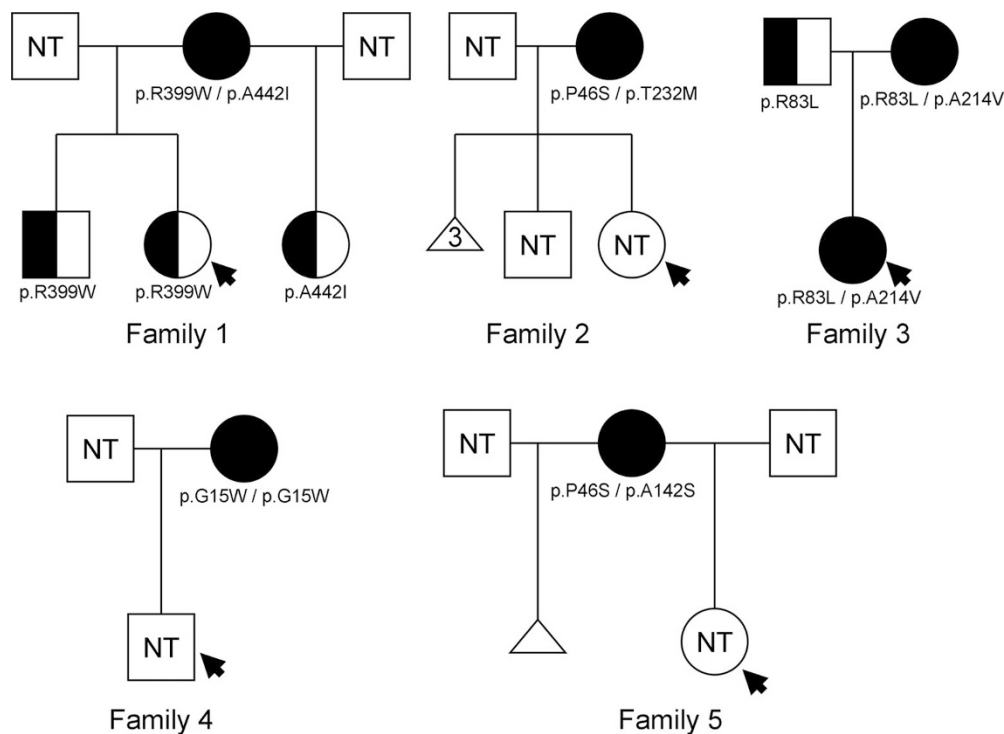 NT
NT
p.R399W / p.A442I
p.R399W
p.R399W
p.A442I
Family 1
NT
p.P46S / p.T232M
3
NT
NT
Family 2
p.R83L
p.R83L / p.A214V
p.R83L / p.A214V
Family 3
NT
p.G15W / p.G15W
NT
Family 4
NT
NT
p.P46S / p.A142S
NT
Family 5